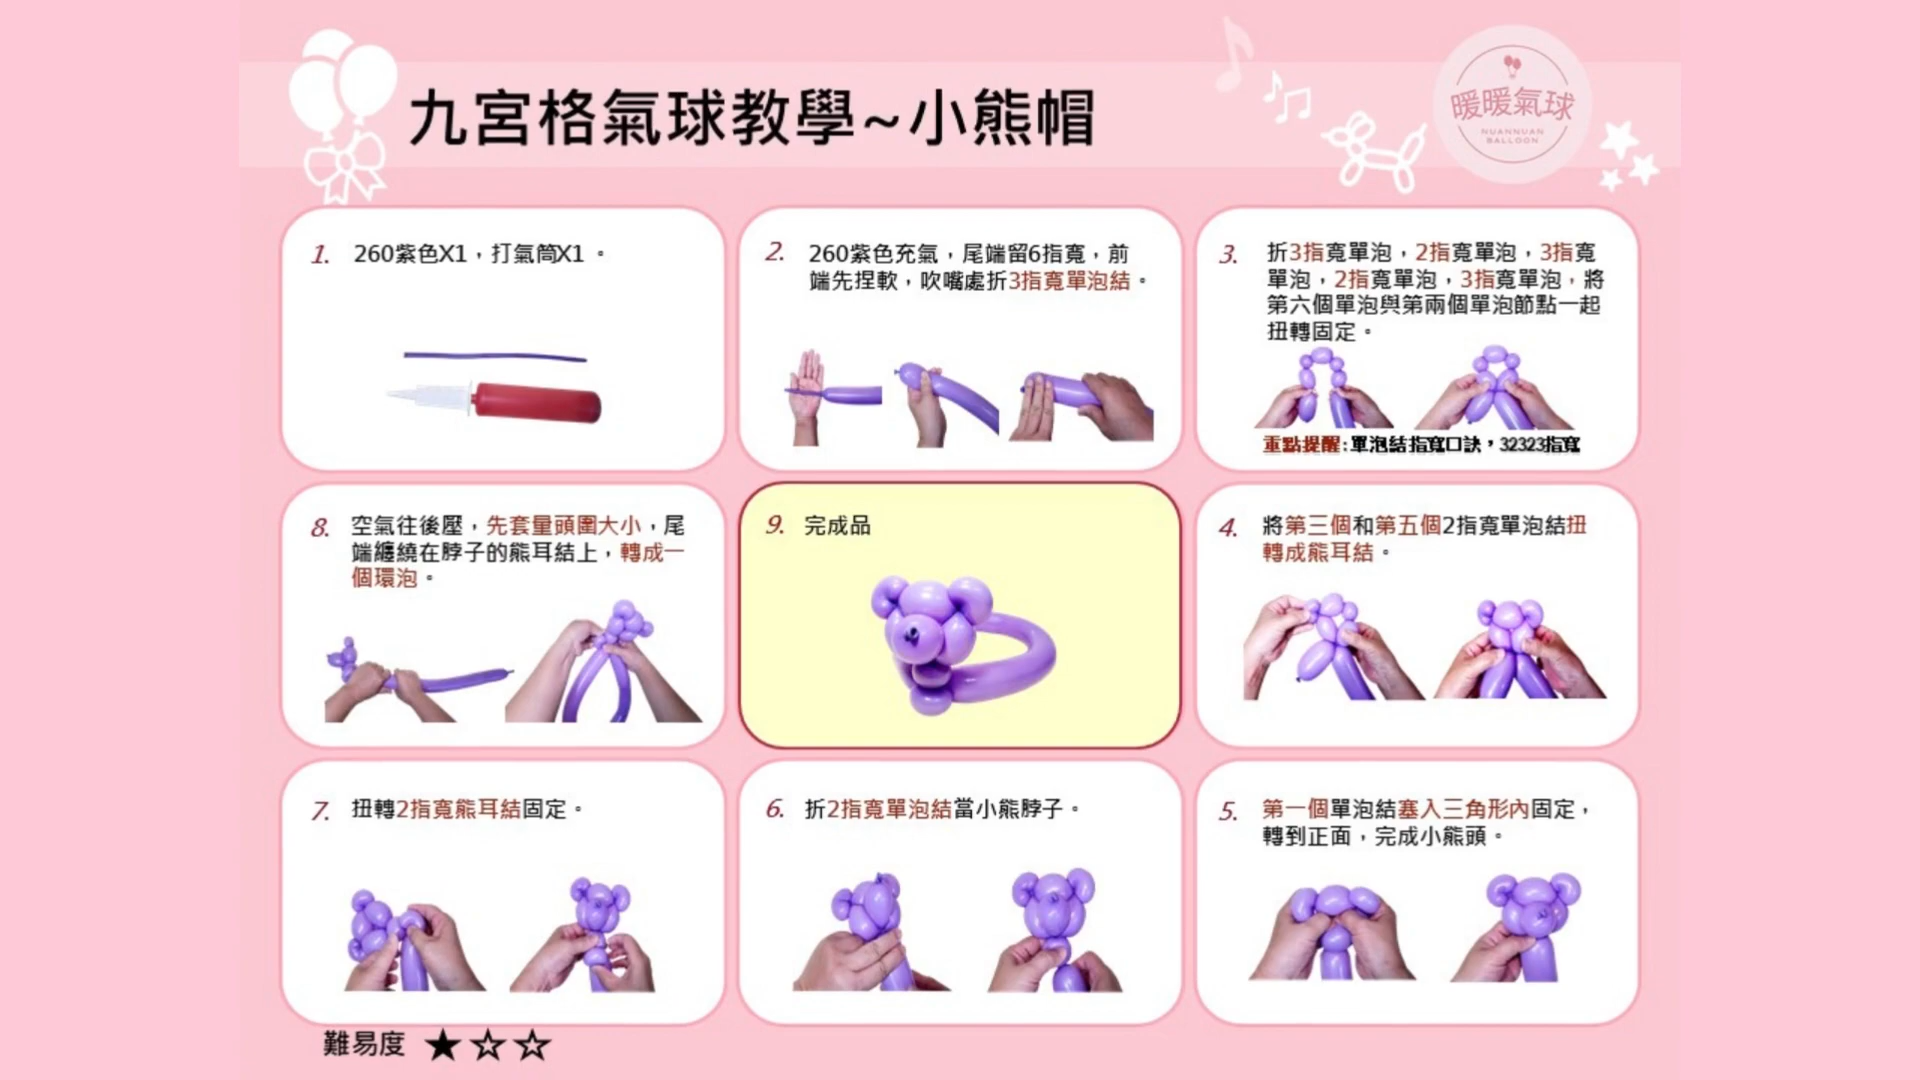 九宮格氣球教學~小熊帽
暖暖氣球
NUANNUAN
BALLOON
1. 260紫色X1，打氣筒X1。
2. 260紫色充氣，尾端留6指寬，前
端先捏軟，吹嘴處折3指寬單泡結。
3. 折3指寬單泡，2指寬單泡，3指寬
單泡，2指寬單泡，3指寬單泡，將
第六個單泡與第兩個單泡節點一起
扭轉固定。
重點提醒:單泡結指寬口訣，32323指寬
4. 將第三個和第五個2指寬單泡結扭
轉成熊耳結。
5. 第一個單泡結塞入三角形內固定，
轉到正面，完成小熊頭。
6. 折2指寬單泡結當小熊脖子。
7. 扭轉2指寬熊耳結固定。
8. 空氣往後壓，先套量頭圍大小，尾
端纏繞在脖子的熊耳結上，轉成一
個環泡。
9. 完成品
難易度 ★☆☆